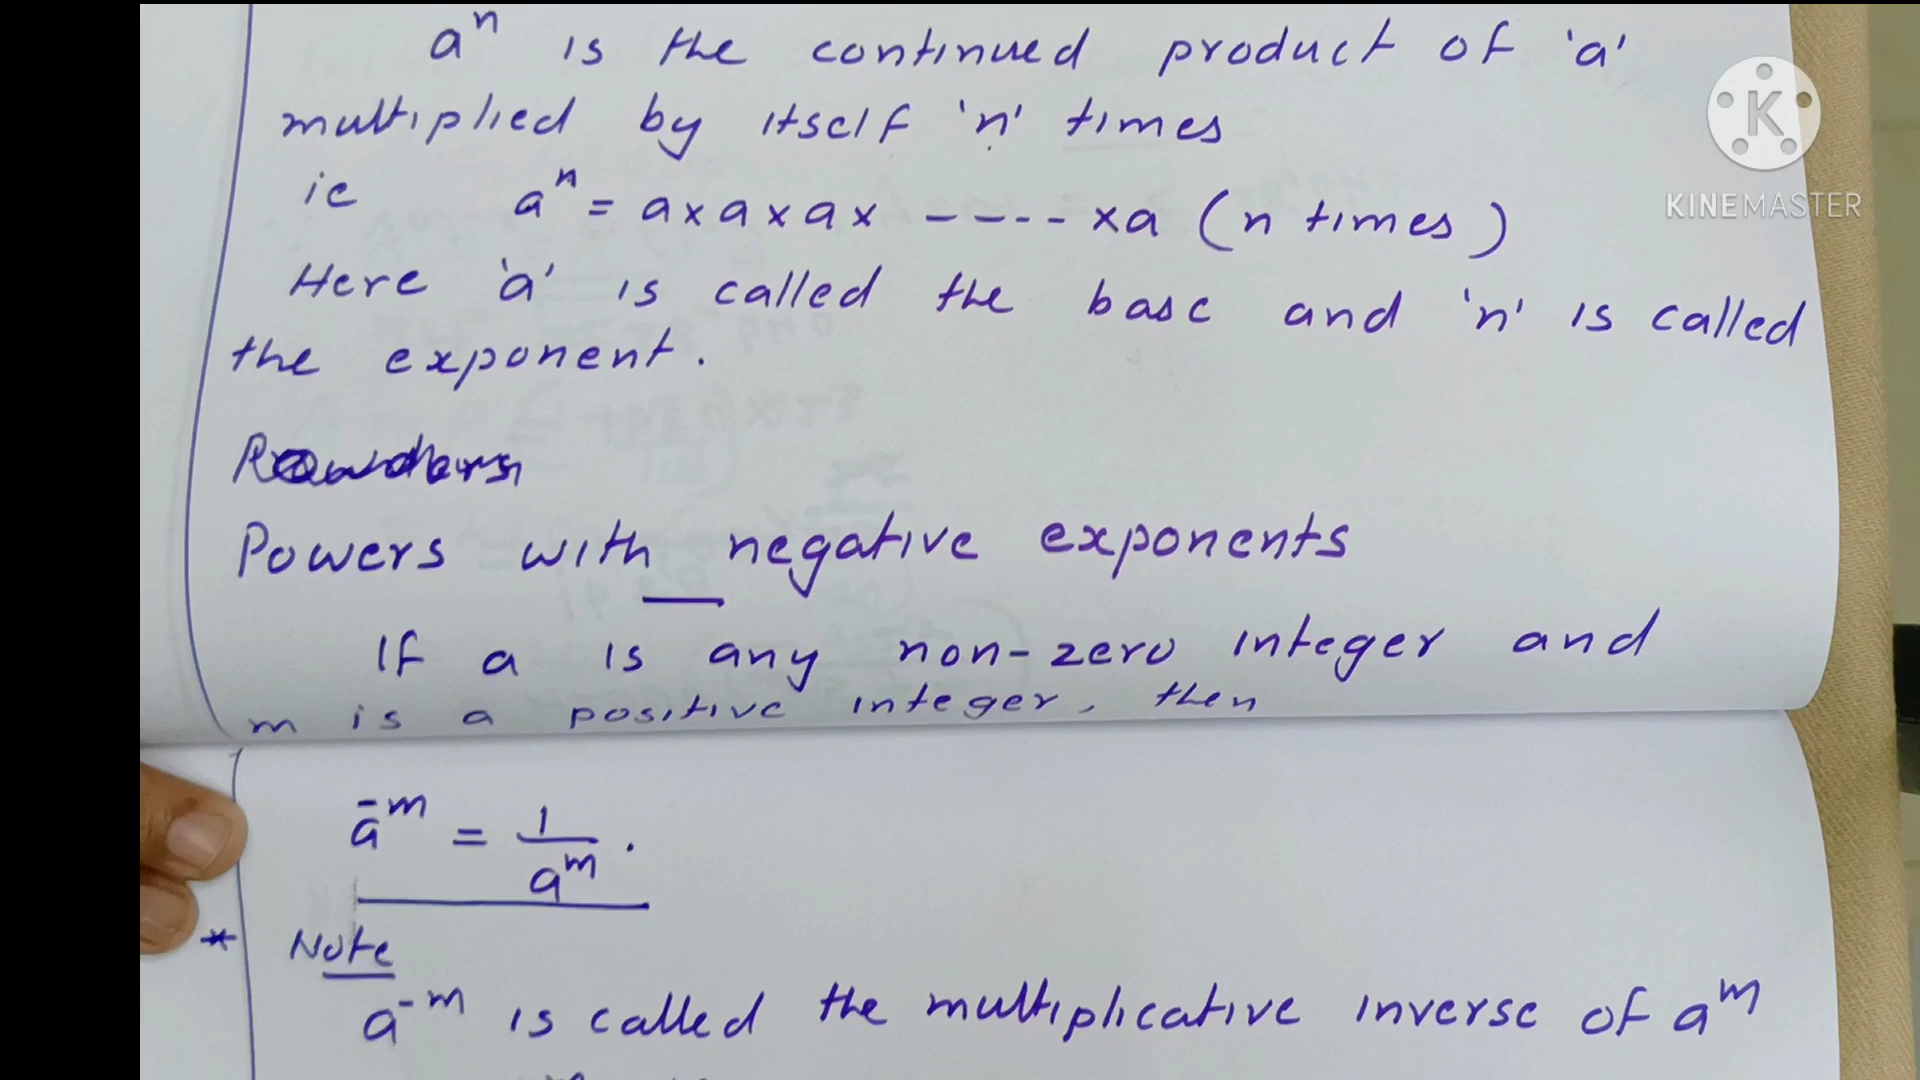 aⁿ is the continued product of 'a'
multiplied by itself 'n' times
ie aⁿ = a × a × a × - - - - × a (n times)
Here 'a' is called the base and 'n' is called
the exponent.
Powers with negative exponents
If a is any non-zero integer and
m is a positive integer, then
a⁻ᵐ = 1/aᵐ.
* Note
a⁻ᵐ is called the multiplicative inverse of aᵐ
K
KINEMASTER